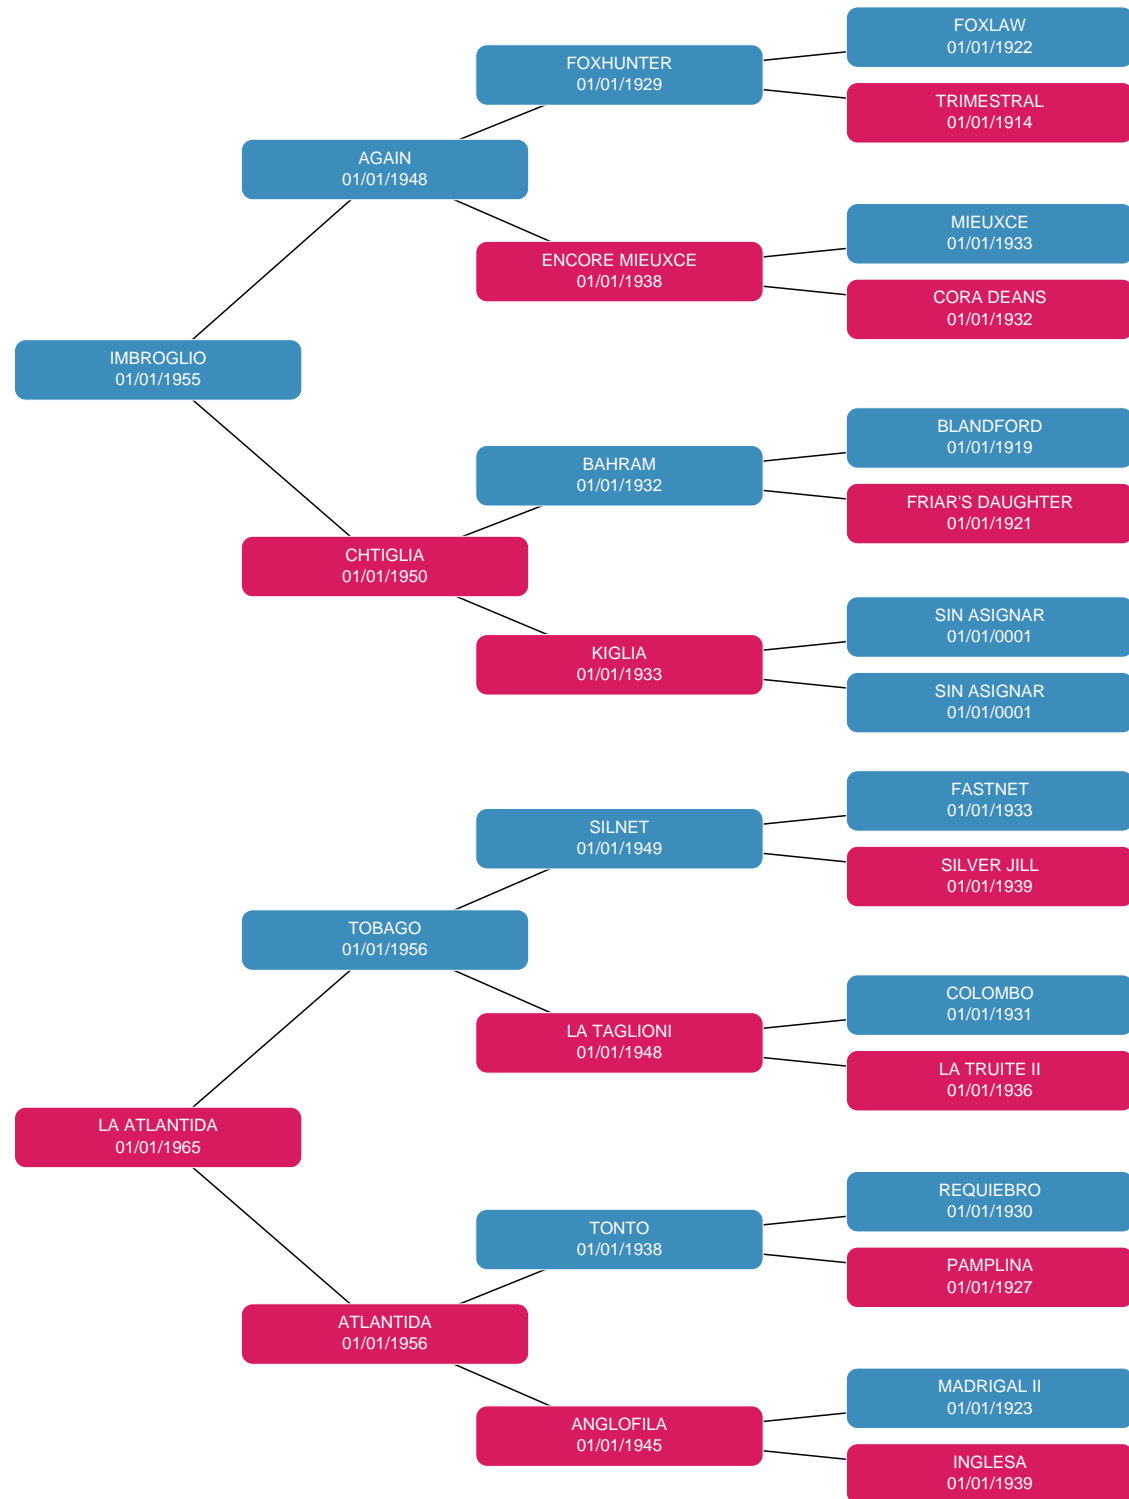 FOXLAW
01/01/1922
FOXHUNTER
01/01/1929
TRIMESTRAL
01/01/1914
AGAIN
01/01/1948
MIEUXCE
01/01/1933
ENCORE MIEUXCE
01/01/1938
CORA DEANS
01/01/1932
IMBROGLIO
01/01/1955
BLANDFORD
01/01/1919
BAHRAM
01/01/1932
FRIAR'S DAUGHTER
01/01/1921
CHTIGLIA
01/01/1950
SIN ASIGNAR
01/01/0001
KIGLIA
01/01/1933
SIN ASIGNAR
01/01/0001
FASTNET
01/01/1933
SILNET
01/01/1949
SILVER JILL
01/01/1939
TOBAGO
01/01/1956
COLOMBO
01/01/1931
LA TAGLIONI
01/01/1948
LA TRUITE II
01/01/1936
LA ATLANTIDA
01/01/1965
REQUIEBRO
01/01/1930
TONTO
01/01/1938
PAMPLINA
01/01/1927
ATLANTIDA
01/01/1956
MADRIGAL II
01/01/1923
ANGLOFILA
01/01/1945
INGLESA
01/01/1939